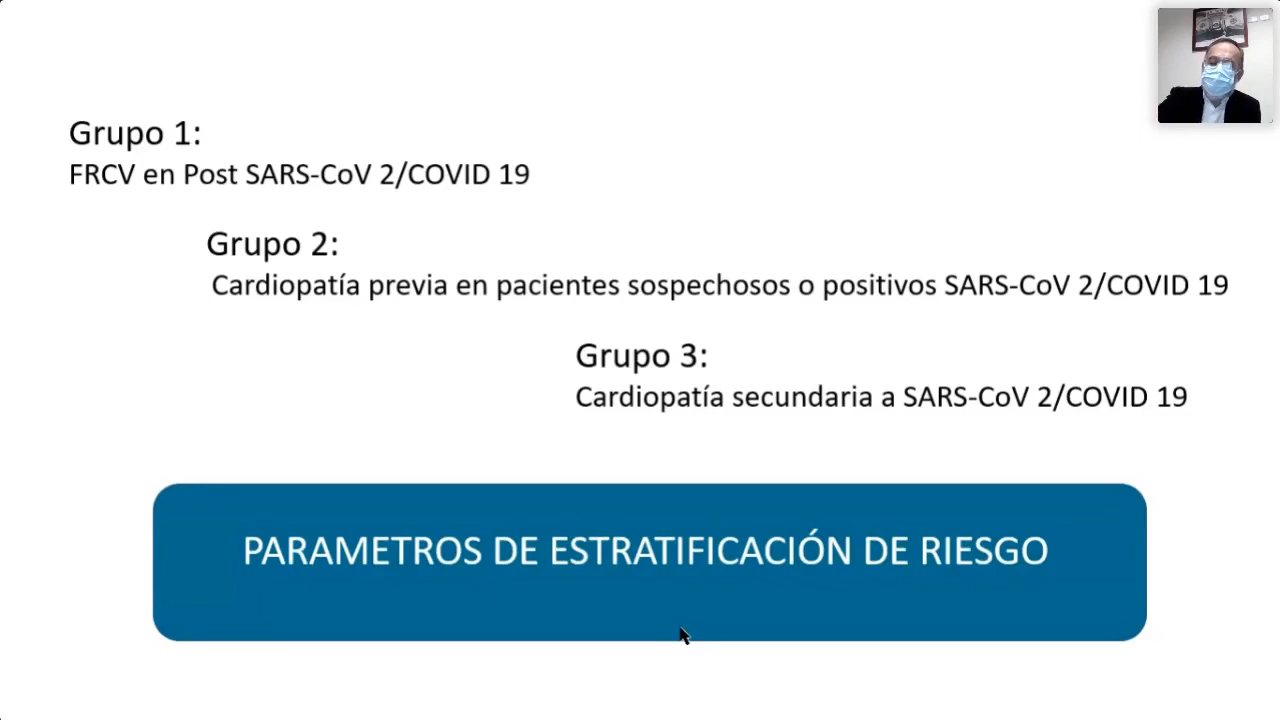 Grupo 1:
FRCV en Post SARS-CoV 2/COVID 19
Grupo 2:
Cardiopatía previa en pacientes sospechosos o positivos SARS-CoV 2/COVID 19
Grupo 3:
Cardiopatía secundaria a SARS-CoV 2/COVID 19
PARAMETROS DE ESTRATIFICACIÓN DE RIESGO